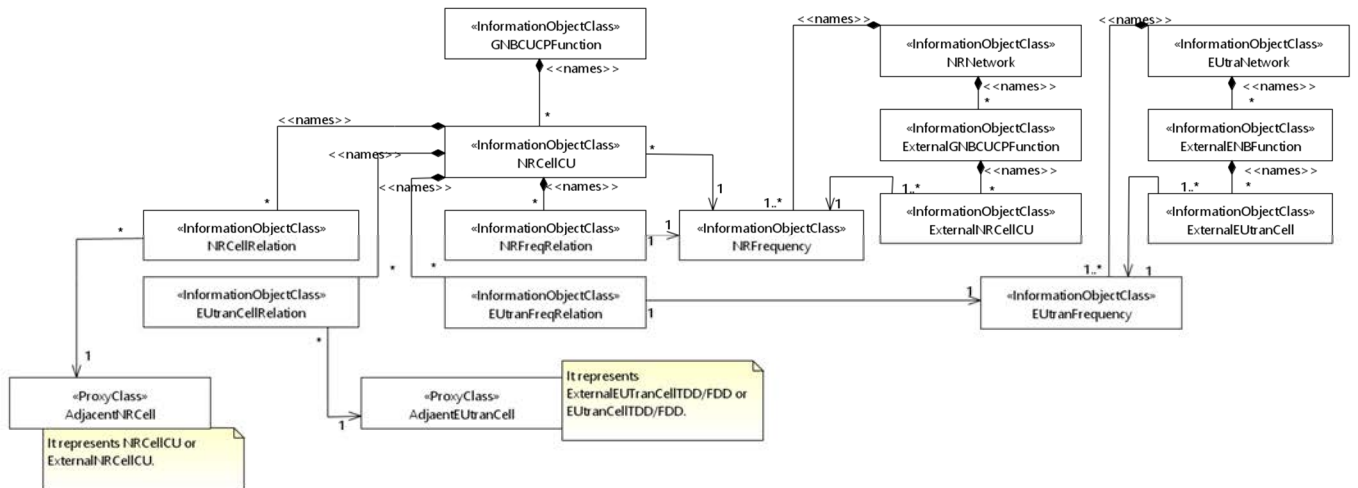 «InformationObjectClass»
GNBCUCPFunction
<<names>>
*
<<names>>
«InformationObjectClass»
NRNetwork
<<names>>
*
<<names>>
«InformationObjectClass»
EUtraNetwork
<<names>>
*
<<names>>
<<names>>
<<names>>
«InformationObjectClass»
NRCellCU
*
1
<<names>>
*
«InformationObjectClass»
ExternalGNBCUCPFunction
<<names>>
*
«InformationObjectClass»
ExternalENBFunction
<<names>>
*
*
«InformationObjectClass»
NRCellRelation
*
«InformationObjectClass»
NRFreqRelation
1
1
1..*
1
«InformationObjectClass»
NRFrequency
1..*
«InformationObjectClass»
ExternalNRCellCU
1..*
«InformationObjectClass»
ExternalEUtranCell
*
*
«InformationObjectClass»
EUtranCellRelation
«InformationObjectClass»
EUtranFreqRelation
1
1
1..*
1
«InformationObjectClass»
EUtranFrequency
*
1
1
«ProxyClass»
AdjacentNRCell
It represents NRCellCU or
ExternalNRCellCU.
«ProxyClass»
AdjaentEUtranCell
It represents
ExternalEUTranCellTDD/FDD or
EUtranCellTDD/FDD.